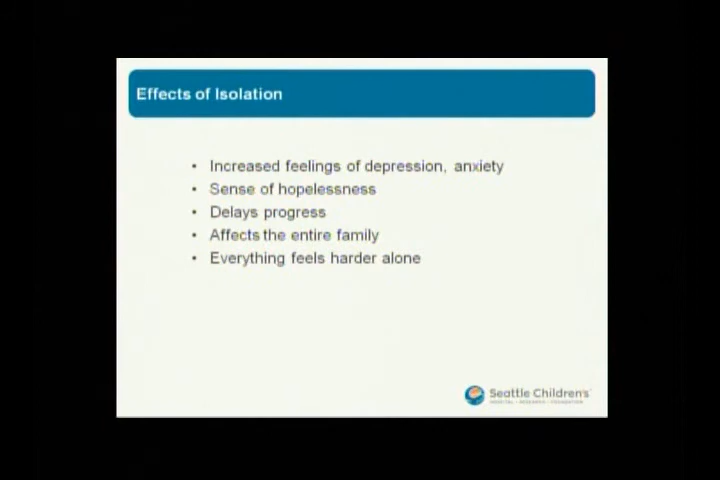 Effects of Isolation
• Increased feelings of depression, anxiety
• Sense of hopelessness
• Delays progress
• Affects the entire family
• Everything feels harder alone
Seattle Children's
HOSPITAL • RESEARCH • FOUNDATION